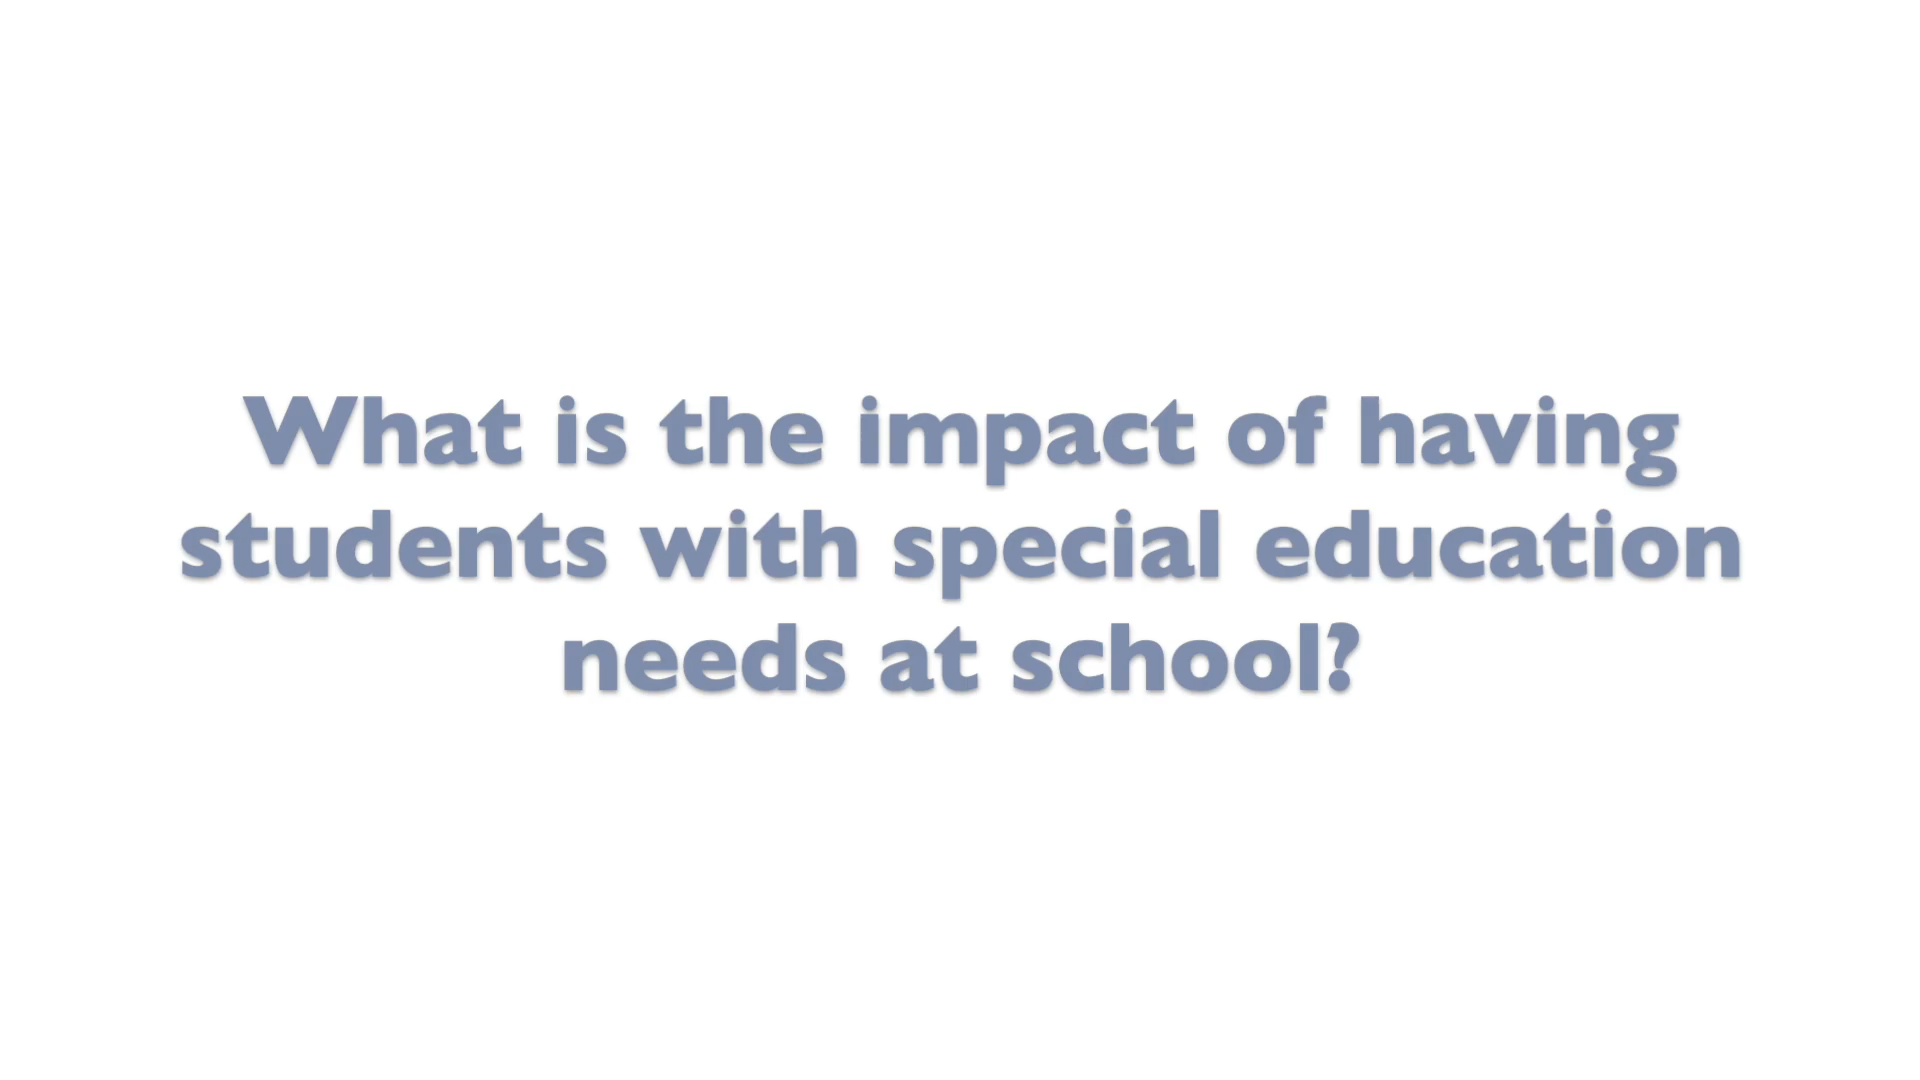 What is the impact of having
students with special education
needs at school?